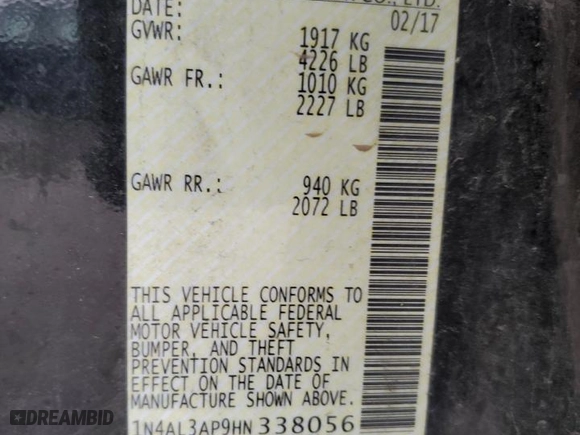 DATE: CO., LTD.
02/17
GVWR: 1917 KG
4226 LB
GAWR FR.: 1010 KG
2227 LB
GAWR RR.: 940 KG
2072 LB
THIS VEHICLE CONFORMS TO
ALL APPLICABLE FEDERAL
MOTOR VEHICLE SAFETY,
BUMPER, AND THEFT
PREVENTION STANDARDS IN
EFFECT ON THE DATE OF
MANUFACTURE SHOWN ABOVE.
1N4AL3AP9HN338056
DREAMBID